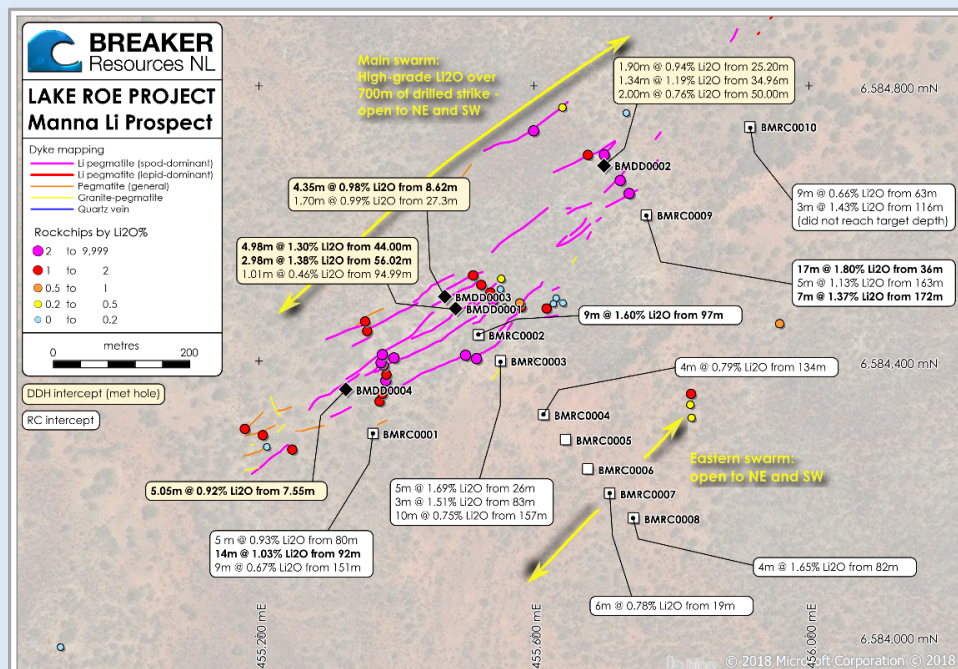 BREAKER
Resources NL
LAKE ROE PROJECT
Manna Li Prospect
Dyke mapping
Li pegmatite (spod-dominant)
Li pegmatite (lepid-dominant)
Pegmatite (general)
Granite-pegmatite
Quartz vein
Rockchips by Li2O%
2 to 9.999
1 to 2
0.5 to 1
0.2 to 0.5
0 to 0.2
metres
0 200
DDH intercept (met hole)
RC intercept
Main swarm:
High-grade Li2O over
700m of drilled strike -
open to NE and SW
1.90m @ 0.94% Li2O from 25.20m
1.34m @ 1.19% Li2O from 34.96m
2.00m @ 0.76% Li2O from 50.00m
6,584,800 mN
BMRC0010
BMDD0002
4.35m @ 0.98% Li2O from 8.62m
1.70m @ 0.99% Li2O from 27.3m
9m @ 0.66% Li2O from 63m
3m @ 1.43% Li2O from 116m
(did not reach target depth)
BMRC0009
4.98m @ 1.30% Li2O from 44.00m
2.98m @ 1.38% Li2O from 56.02m
1.01m @ 0.46% Li2O from 94.99m
17m @ 1.80% Li2O from 36m
5m @ 1.13% Li2O from 163m
7m @ 1.37% Li2O from 172m
BMDD0003
BMDD0001
9m @ 1.60% Li2O from 97m
BMRC0002
BMRC0003
6,584,400 mN
4m @ 0.79% Li2O from 134m
BMDD0004
BMRC0004
BMRC0001
BMRC0005
Eastern swarm:
open to NE and SW
BMRC0006
5.05m @ 0.92% Li2O from 7.55m
5m @ 1.69% Li2O from 26m
3m @ 1.51% Li2O from 83m
10m @ 0.75% Li2O from 157m
BMRC0007
BMRC0008
5 m @ 0.93% Li2O from 80m
14m @ 1.03% Li2O from 92m
9m @ 0.67% Li2O from 151m
4m @ 1.65% Li2O from 82m
6m @ 0.78% Li2O from 19m
455,200 mE
455,600 mE
456,000 mE
6,584,000 mN
bing © 2018 Microsoft Corporation © 2018